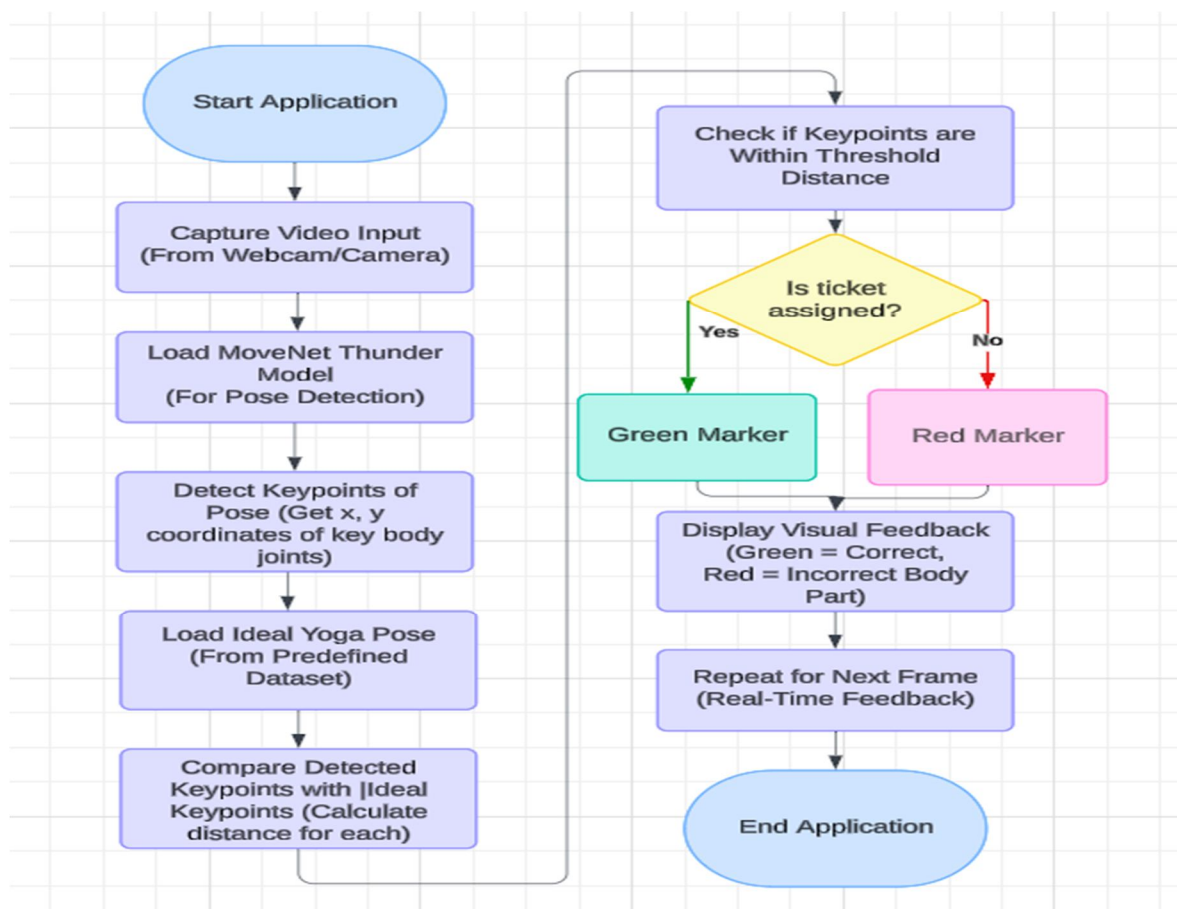 Start Application
Capture Video Input
(From Webcam/Camera)
Load MoveNet Thunder
Model
(For Pose Detection)
Detect Keypoints of
Pose (Get x, y
coordinates of key body
joints)
Load Ideal Yoga Pose
(From Predefined
Dataset)
Compare Detected
Keypoints with |Ideal
Keypoints (Calculate
distance for each)
Check if Keypoints are
Within Threshold
Distance
Is ticket
assigned?
Yes
No
Green Marker
Red Marker
Display Visual Feedback
(Green = Correct,
Red = Incorrect Body
Part)
Repeat for Next Frame
(Real-Time Feedback)
End Application